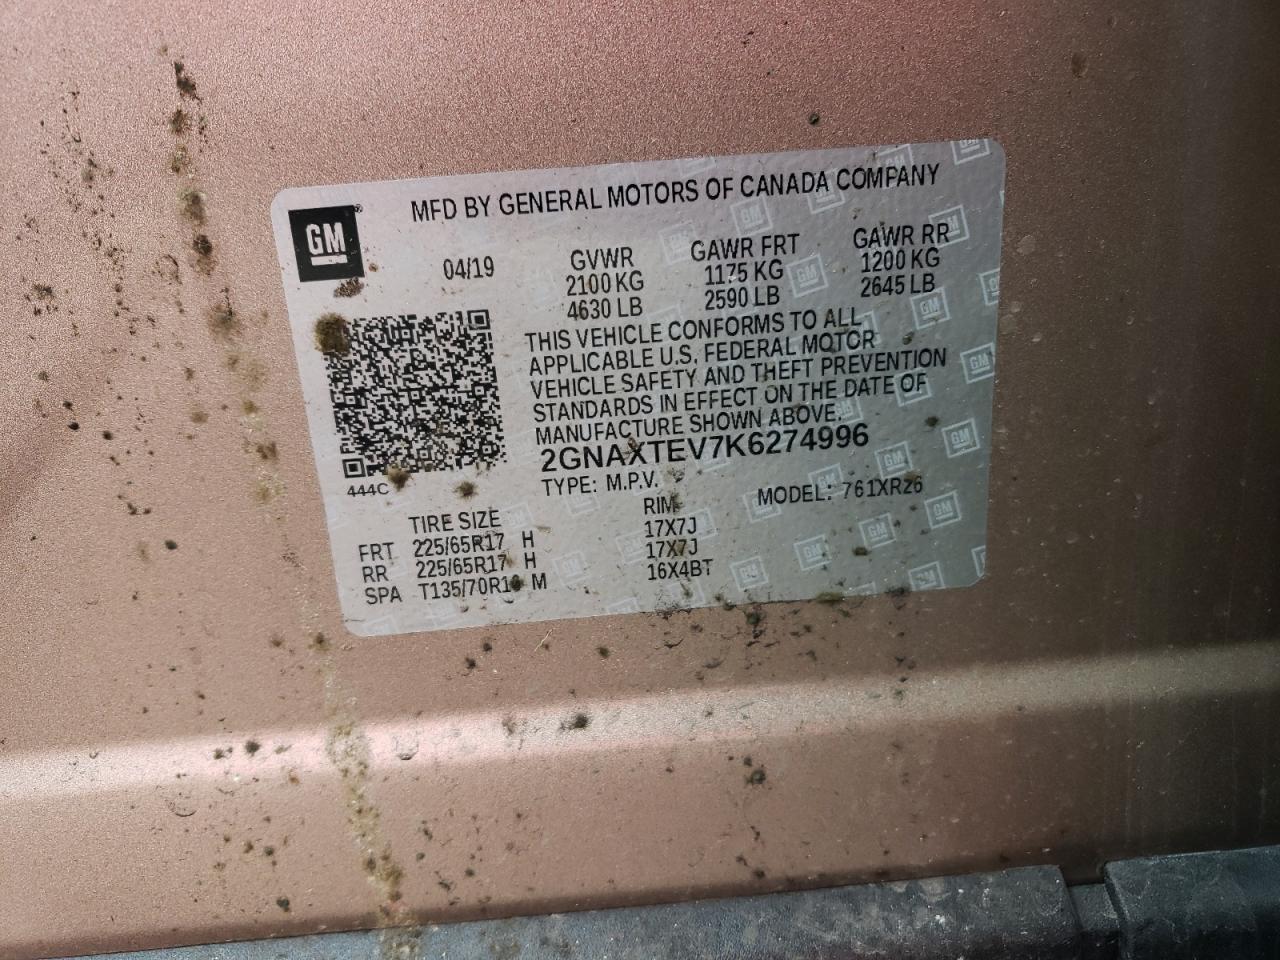 GM
MFD BY GENERAL MOTORS OF CANADA COMPANY
04/19
GVWR GAWR FRT GAWR RR
2100 KG 1175 KG 1200 KG
4630 LB 2590 LB 2645 LB
THIS VEHICLE CONFORMS TO ALL
APPLICABLE U.S. FEDERAL MOTOR
VEHICLE SAFETY AND THEFT PREVENTION
STANDARDS IN EFFECT ON THE DATE OF
MANUFACTURE SHOWN ABOVE.
2GNAXTEV7K6274996
444C
TYPE: M.P.V. MODEL: 761XR26
TIRE SIZE RIM
FRT 225/65R17 H 17X7J
RR 225/65R17 H 17X7J
SPA M 16X4BT